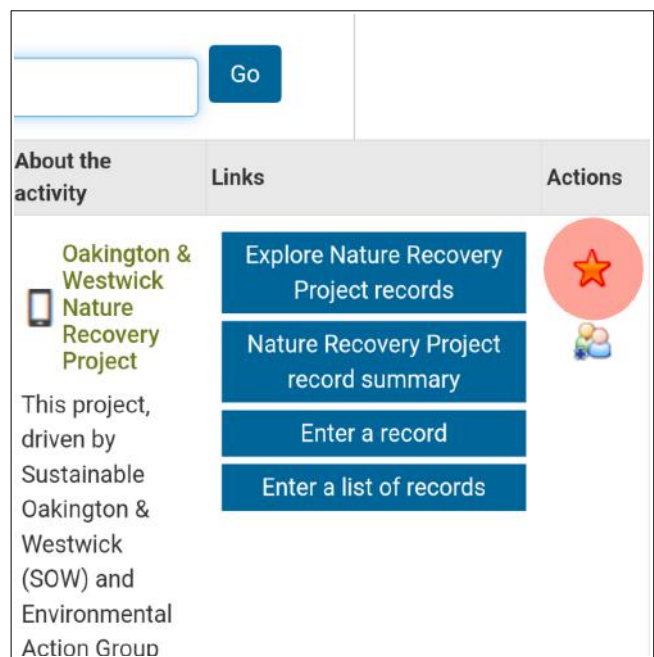 Go
About the
activity
Links
Actions
Oakington &
Westwick
Nature
Recovery
Project
This project,
driven by
Sustainable
Oakington &
Westwick
(SOW) and
Environmental
Action Group
Explore Nature Recovery
Project records
Nature Recovery Project
record summary
Enter a record
Enter a list of records